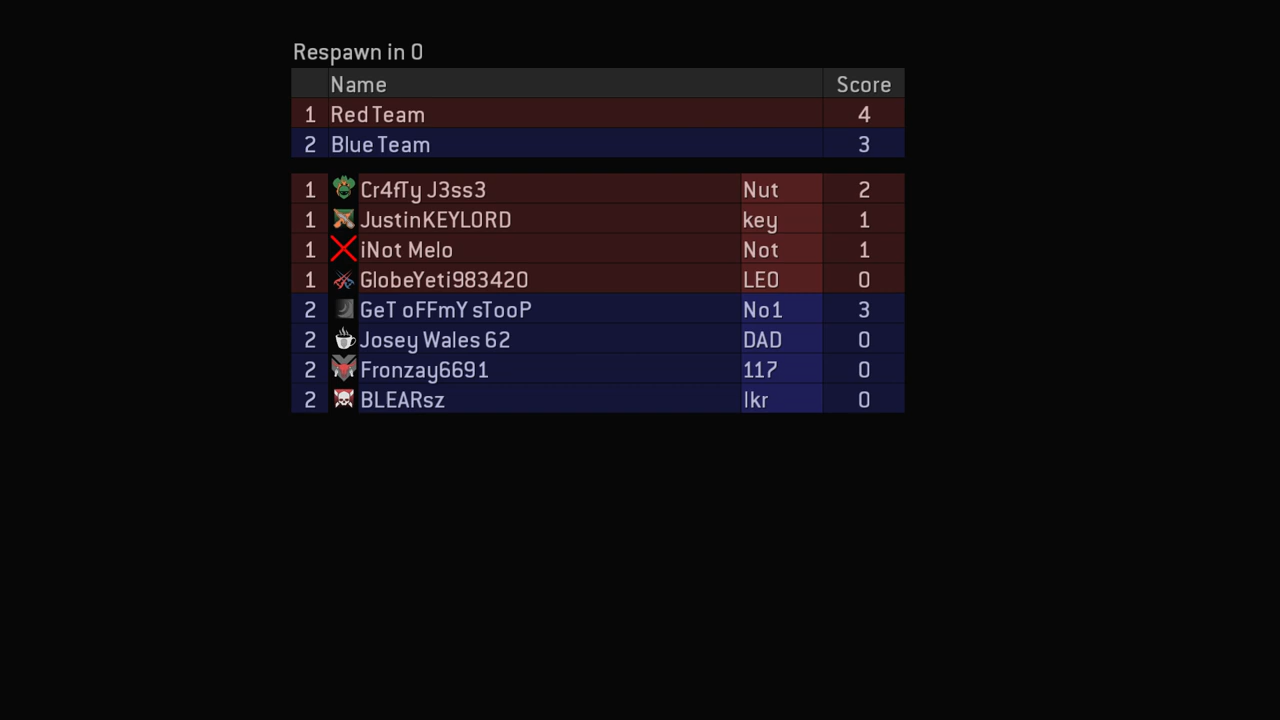 Respawn in 0
Name Score
1 Red Team 4
2 Blue Team 3
1 Cr4fTy J3ss3 Nut 2
1 JustinKEYLORD key 1
1 iNot Melo Not 1
1 GlobeYeti983420 LEO 0
2 GeT oFFmY sTooP No1 3
2 Josey Wales 62 DAD 0
2 Fronzay6691 117 0
2 BLEARsz Ikr 0